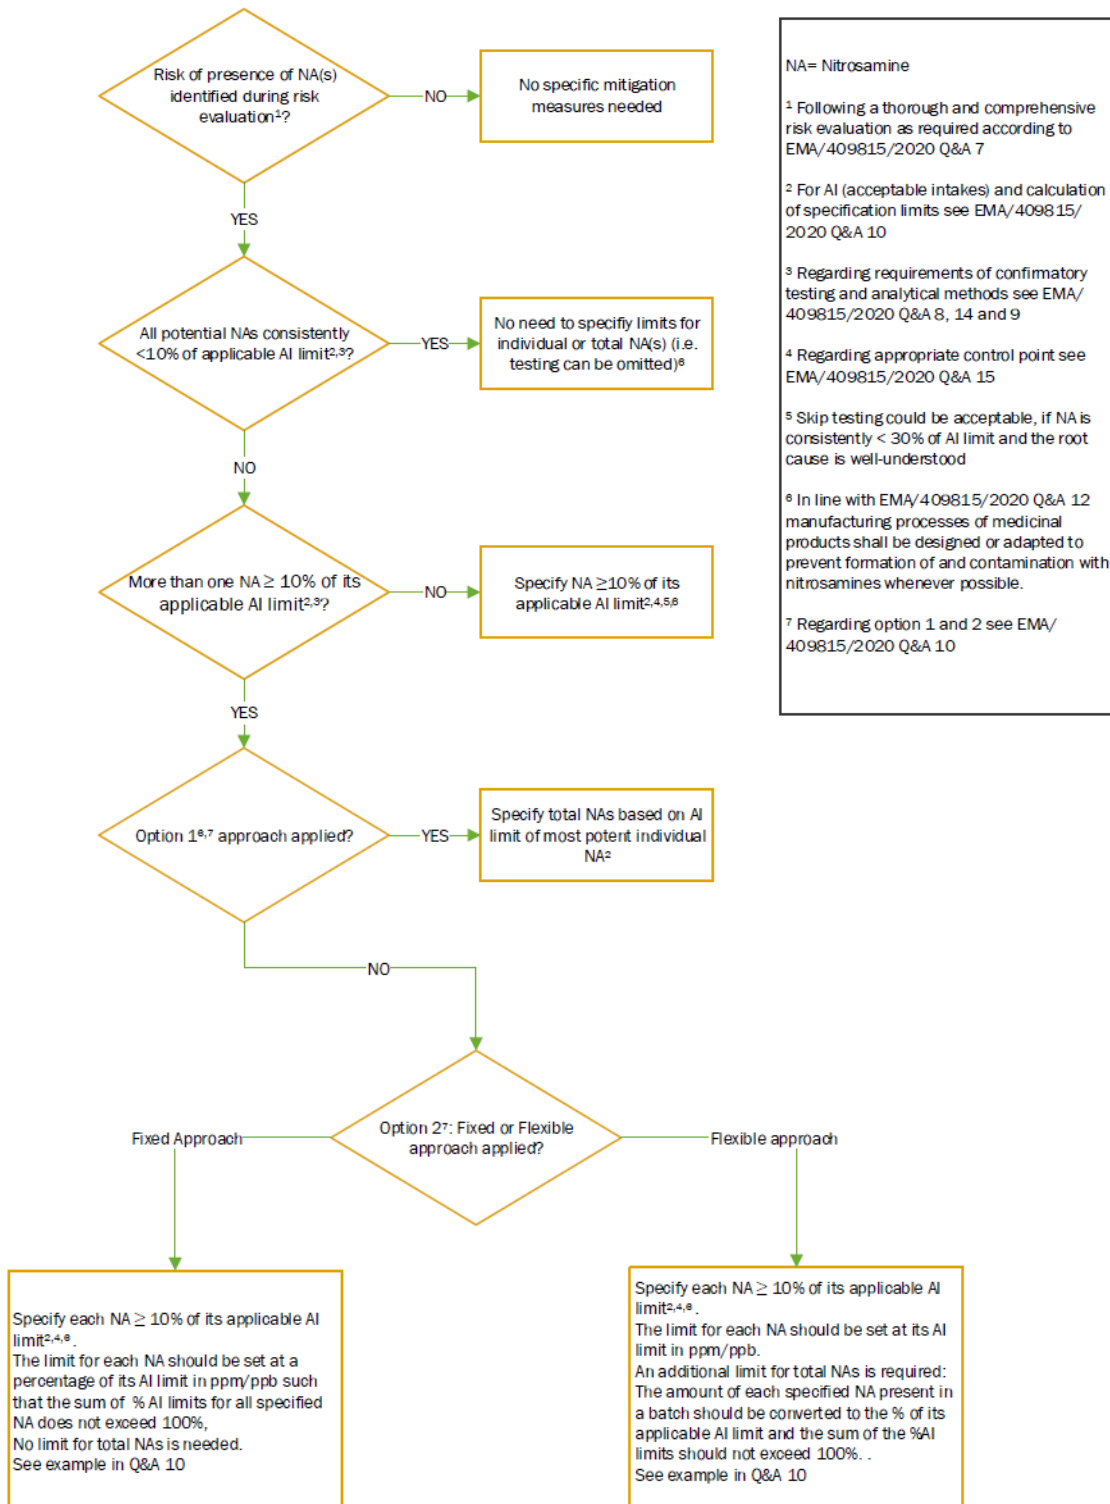 Risk of presence of NA(s)
identified during risk
evaluation¹?
NO
No specific mitigation
measures needed
YES
All potential NAs consistently
<10% of applicable AI limit²,³?
YES
No need to specifiy limits for
individual or total NA(s) (i.e.
testing can be omitted)⁶
NO
More than one NA ≥ 10% of its
applicable AI limit²,³?
NO
Specify NA ≥10% of its
applicable AI limit²,⁴,⁵,⁶
YES
Option 1⁶,⁷ approach applied?
YES
Specify total NAs based on AI
limit of most potent individual
NA²
NO
Option 2⁷: Fixed or Flexible
approach applied?
Fixed Approach
Flexible approach
Specify each NA ≥ 10% of its applicable AI
limit²,⁴,⁶.
The limit for each NA should be set at a
percentage of its AI limit in ppm/ppb such
that the sum of % AI limits for all specified
NA does not exceed 100%,
No limit for total NAs is needed.
See example in Q&A 10
Specify each NA ≥ 10% of its applicable AI
limit²,⁴,⁶.
The limit for each NA should be set at its AI
limit in ppm/ppb.
An additional limit for total NAs is required:
The amount of each specified NA present in
a batch should be converted to the % of its
applicable AI limit and the sum of the %AI
limits should not exceed 100%. .
See example in Q&A 10
NA= Nitrosamine
¹ Following a thorough and comprehensive
risk evaluation as required according to
EMA/409815/2020 Q&A 7
² For AI (acceptable intakes) and calculation
of specification limits see EMA/409815/
2020 Q&A 10
³ Regarding requirements of confirmatory
testing and analytical methods see EMA/
409815/2020 Q&A 8, 14 and 9
⁴ Regarding appropriate control point see
EMA/409815/2020 Q&A 15
⁵ Skip testing could be acceptable, if NA is
consistently < 30% of AI limit and the root
cause is well-understood
⁶ In line with EMA/409815/2020 Q&A 12
manufacturing processes of medicinal
products shall be designed or adapted to
prevent formation of and contamination with
nitrosamines whenever possible.
⁷ Regarding option 1 and 2 see EMA/
409815/2020 Q&A 10